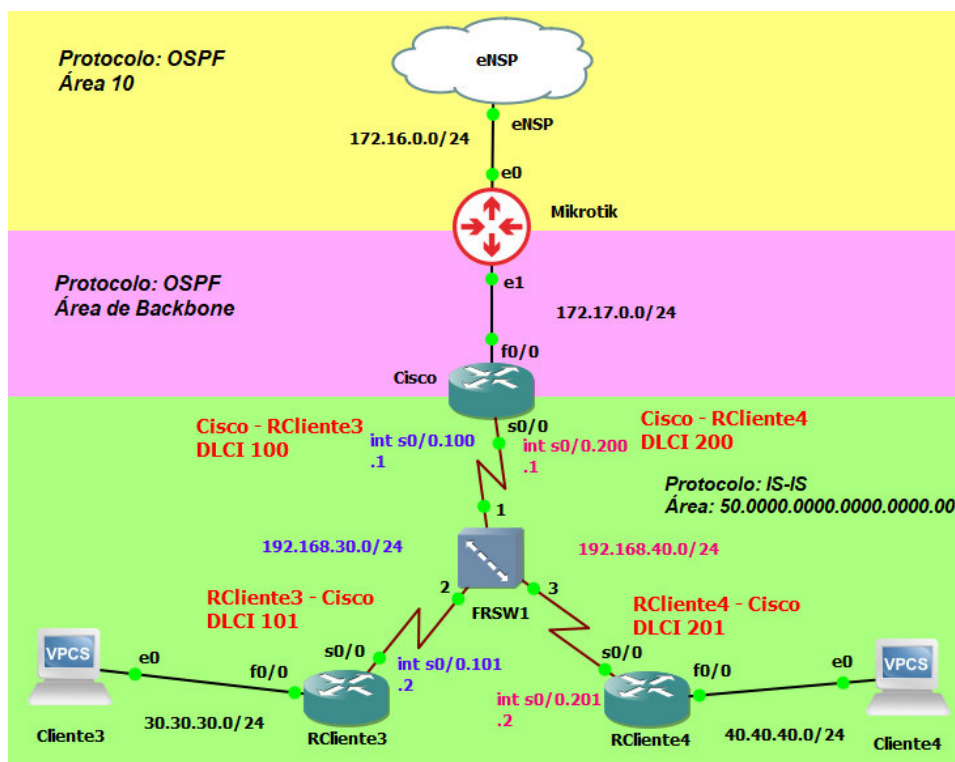 Protocolo: OSPF
Área 10
eNSP
eNSP
172.16.0.0/24
e0
Mikrotik
Protocolo: OSPF
Área de Backbone
e1
172.17.0.0/24
f0/0
Cisco
Cisco - RCliente3
DLCI 100
int s0/0.100
.1
s0/0
int s0/0.200
.1
Cisco - RCliente4
DLCI 200
Protocolo: IS-IS
Área: 50.0000.0000.0000.0000.00
1
192.168.30.0/24
192.168.40.0/24
RCliente3 - Cisco
DLCI 101
2
3
FRSW1
RCliente4 - Cisco
DLCI 201
VPCS
e0
f0/0
s0/0
int s0/0.101
.2
s0/0
int s0/0.201
.2
f0/0
e0
VPCS
Cliente3
30.30.30.0/24
RCliente3
RCliente4
40.40.40.0/24
Cliente4